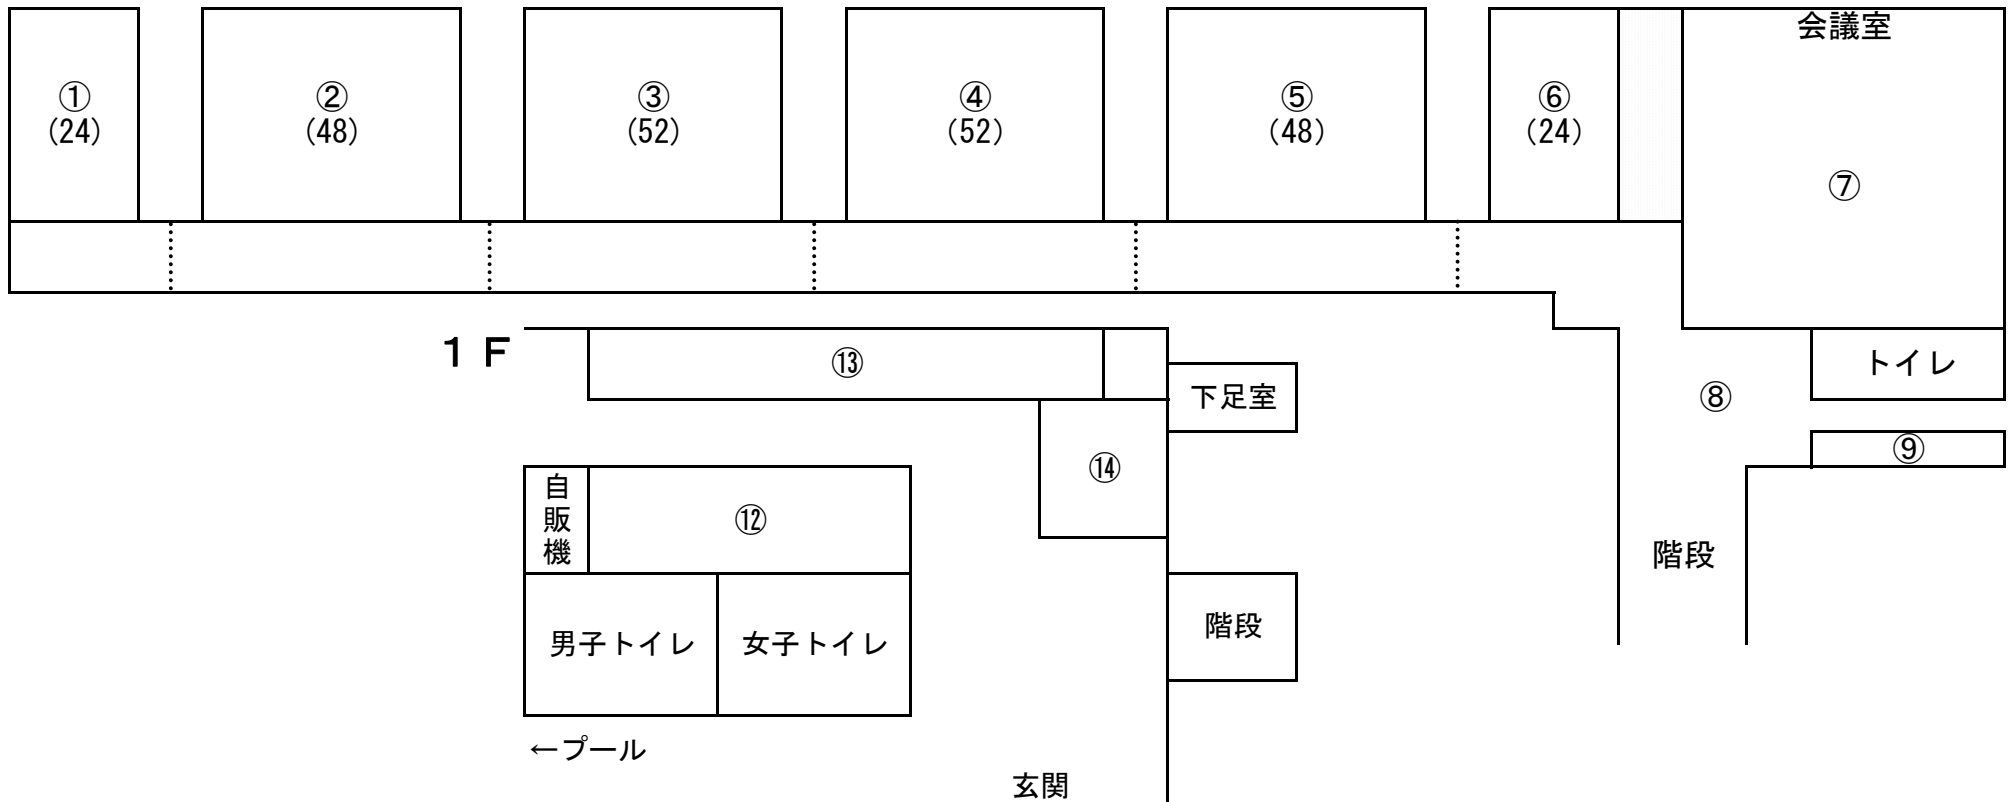 会議室
① ② ③ ④ ⑤ ⑥
(24) (48) (52) (52) (48) (24)
⑦
1F
⑬
トイレ
下足室
⑧
⑨
⑭
自販機
⑫
階段
男子トイレ
女子トイレ
階段
←プール
玄関